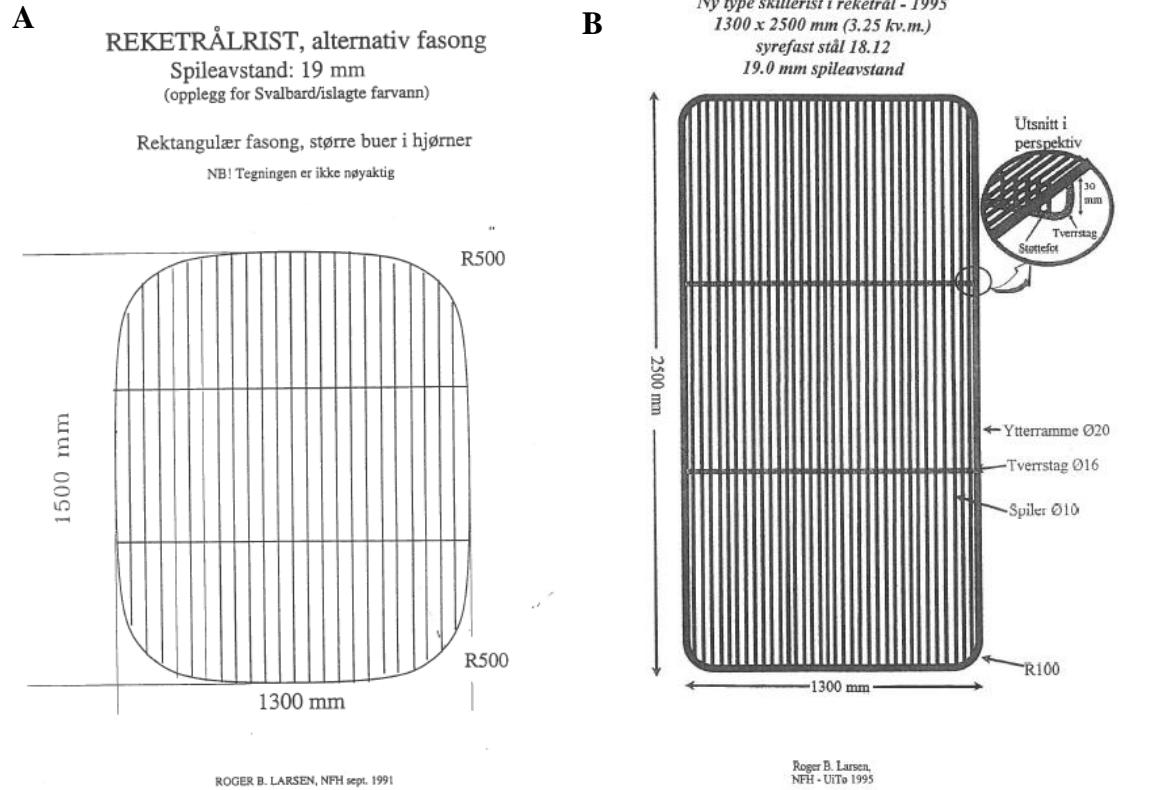 A
REKETRÅLRIST, alternativ fasong
Spileavstand: 19 mm
(opplegg for Svalbard/islagte farvann)
Rektangulær fasong, større buer i hjørner
NB! Tegningen er ikke nøyaktig
R500
1500 mm
R500
1300 mm
ROGER B. LARSEN, NFH sept. 1991
B
Ny type skillerist i reketrål - 1995
1300 x 2500 mm (3.25 kv.m.)
syrefast stål 18.12
19.0 mm spileavstand
Utsnitt i
perspektiv
30
mm
Tverrstag
Støttefot
2500 mm
Ytterramme Ø20
Tverrstag Ø16
Spiler Ø10
R100
1300 mm
Roger B. Larsen,
NFH - UiTø 1995